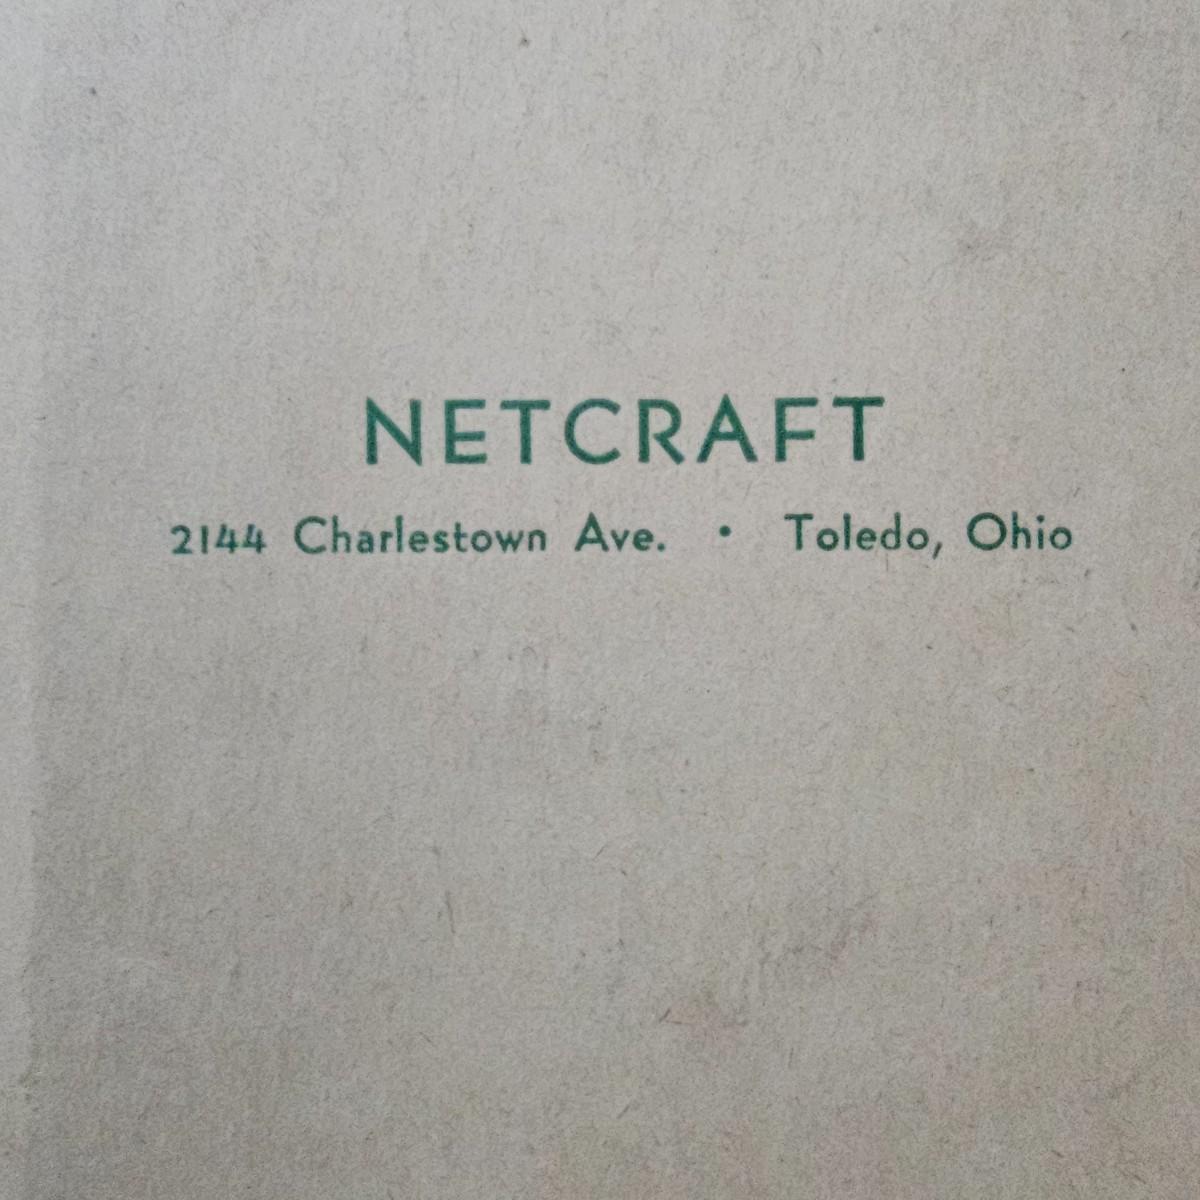 NETCRAFT
2144 Charlestown Ave. • Toledo, Ohio